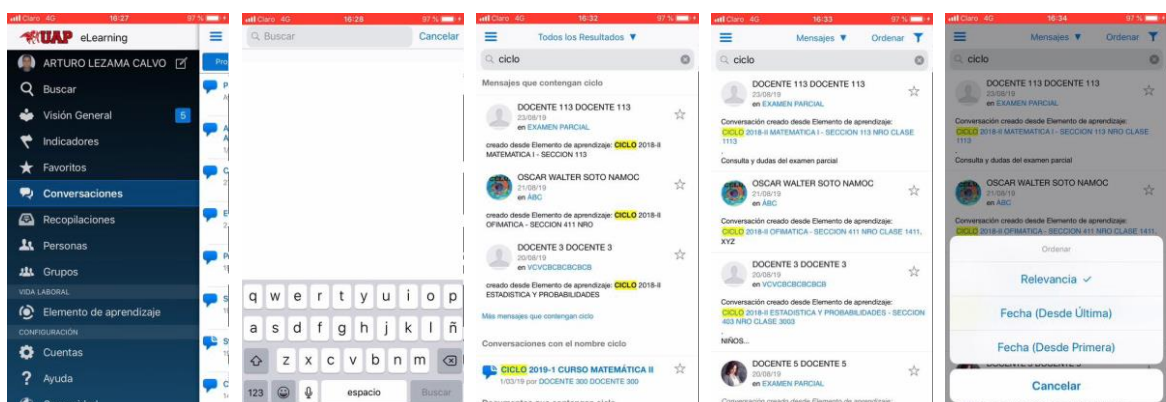 Claro 4G 16:27 97 %
UAP eLearning
ARTURO LEZAMA CALVO
Buscar
Visión General 5
Indicadores
Favoritos
Conversaciones
Recopilaciones
Personas
Grupos
VIDA LABORAL
Elemento de aprendizaje
CONFIGURACIÓN
Cuentas
Ayuda
Pro
Claro 4G 16:28 97 %
Buscar Cancelar
q w e r t y u i o p
a s d f g h j k l ñ
z x c v b n m
123 espacio Buscar
Claro 4G 16:32 97 %
Todos los Resultados ▼
ciclo
Mensajes que contengan ciclo
DOCENTE 113 DOCENTE 113
23/08/19
en EXAMEN PARCIAL
creado desde Elemento de aprendizaje: CICLO 2018-II
MATEMATICA I - SECCION 113
OSCAR WALTER SOTO NAMOC
21/08/19
en ABC
creado desde Elemento de aprendizaje: CICLO 2018-II
OFIMATICA - SECCION 411 NRO
DOCENTE 3 DOCENTE 3
20/08/19
en VCVCBCBCBCBCB
creado desde Elemento de aprendizaje: CICLO 2018-II
ESTADISTICA Y PROBABILIDADES
Más mensajes que contengan ciclo
Conversaciones con el nombre ciclo
CICLO 2019-1 CURSO MATEMÁTICA II
1/03/19 por DOCENTE 300 DOCENTE 300
Documentos que contengan ciclo
Claro 4G 16:33 97 %
Mensajes ▼ Ordenar
ciclo
DOCENTE 113 DOCENTE 113
23/08/19
en EXAMEN PARCIAL
Conversación creado desde Elemento de aprendizaje:
CICLO 2018-II MATEMATICA I - SECCION 113 NRO CLASE
1113
.
Consulta y dudas del examen parcial
OSCAR WALTER SOTO NAMOC
21/08/19
en ABC
Conversación creado desde Elemento de aprendizaje:
CICLO 2018-II OFIMATICA - SECCION 411 NRO CLASE 1411.
XYZ
DOCENTE 3 DOCENTE 3
20/08/19
en VCVCBCBCBCBCB
Conversación creado desde Elemento de aprendizaje:
CICLO 2018-II ESTADISTICA Y PROBABILIDADES - SECCION
403 NRO CLASE 3003
.
NIÑOS...
DOCENTE 5 DOCENTE 5
20/08/19
en EXAMEN PARCIAL
Conversación creado desde Elemento de aprendizaje:
Claro 4G 16:34 97 %
Mensajes ▼ Ordenar
ciclo
DOCENTE 113 DOCENTE 113
23/08/19
en EXAMEN PARCIAL
Conversación creado desde Elemento de aprendizaje:
CICLO 2018-II MATEMATICA I - SECCION 113 NRO CLASE
1113
.
Consulta y dudas del examen parcial
OSCAR WALTER SOTO NAMOC
21/08/19
en ABC
Conversación creado desde Elemento de aprendizaje:
CICLO 2018-II OFIMATICA - SECCION 411 NRO CLASE 1411.
Ordenar
Relevancia ✓
Fecha (Desde Última)
Fecha (Desde Primera)
Cancelar